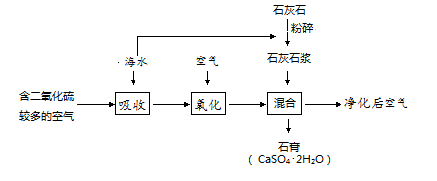 石灰石
粉碎
·海水
空气
石灰石浆
含二氧化硫
较多的空气
吸收
氧化
混合
净化后空气
石膏
（CaSO₄·2H₂O）